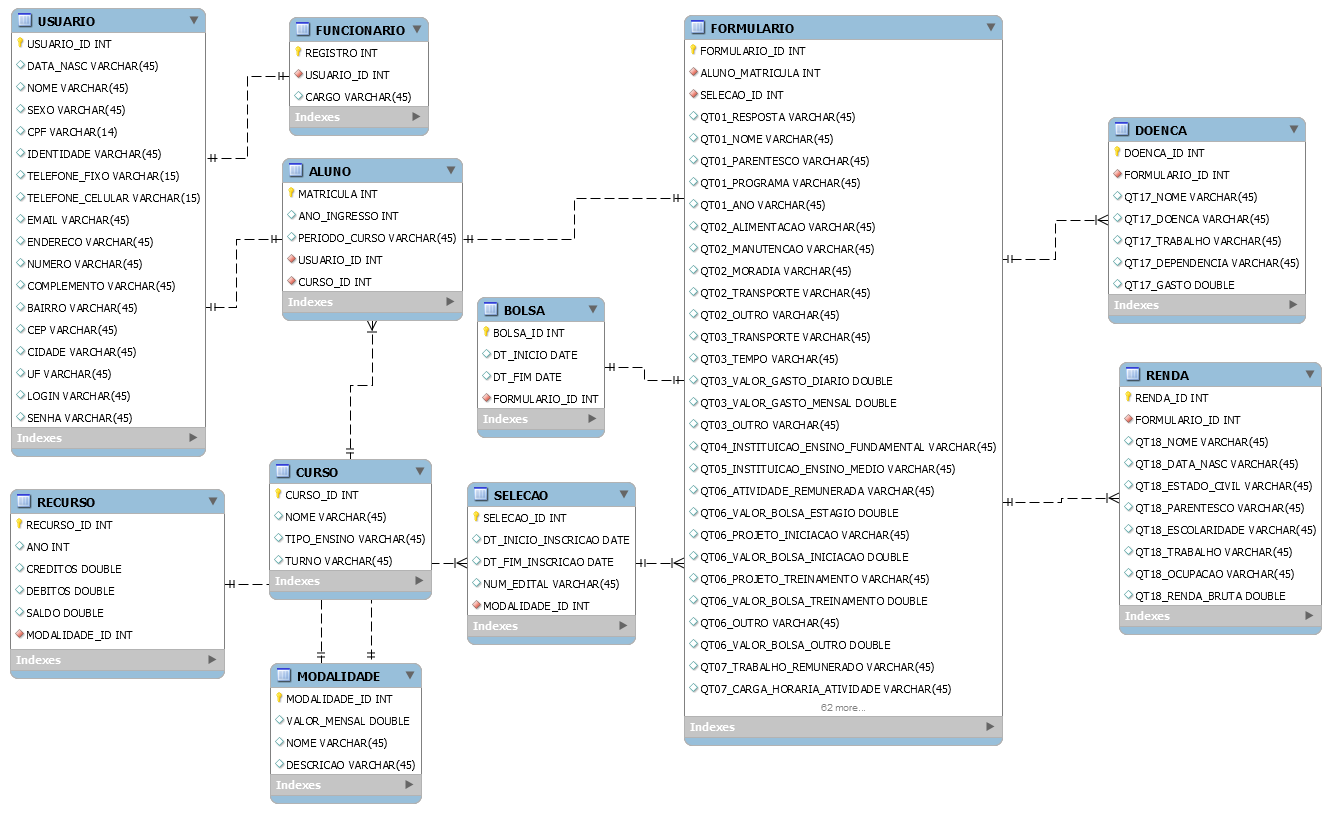 USUARIO
USUARIO_ID INT
DATA_NASC VARCHAR(45)
NOME VARCHAR(45)
SEXO VARCHAR(45)
CPF VARCHAR(14)
IDENTIDADE VARCHAR(45)
TELEFONE_FIXO VARCHAR(15)
TELEFONE_CELULAR VARCHAR(15)
EMAIL VARCHAR(45)
ENDERECO VARCHAR(45)
NUMERO VARCHAR(45)
COMPLEMENTO VARCHAR(45)
BAIRRO VARCHAR(45)
CEP VARCHAR(45)
CIDADE VARCHAR(45)
UF VARCHAR(45)
LOGIN VARCHAR(45)
SENHA VARCHAR(45)
Indexes
FUNCIONARIO
REGISTRO INT
USUARIO_ID INT
CARGO VARCHAR(45)
Indexes
ALUNO
MATRICULA INT
ANO_INGRESSO INT
PERIODO_CURSO VARCHAR(45)
USUARIO_ID INT
CURSO_ID INT
Indexes
BOLSA
BOLSA_ID INT
DT_INICIO DATE
DT_FIM DATE
FORMULARIO_ID INT
Indexes
RECURSO
RECURSO_ID INT
ANO INT
CREDITOS DOUBLE
DEBITOS DOUBLE
SALDO DOUBLE
MODALIDADE_ID INT
Indexes
CURSO
CURSO_ID INT
NOME VARCHAR(45)
TIPO_ENSINO VARCHAR(45)
TURNO VARCHAR(45)
Indexes
SELECAO
SELECAO_ID INT
DT_INICIO_INSCRICAO DATE
DT_FIM_INSCRICAO DATE
NUM_EDITAL VARCHAR(45)
MODALIDADE_ID INT
Indexes
MODALIDADE
MODALIDADE_ID INT
VALOR_MENSAL DOUBLE
NOME VARCHAR(45)
DESCRICAO VARCHAR(45)
Indexes
FORMULARIO
FORMULARIO_ID INT
ALUNO_MATRICULA INT
SELECAO_ID INT
QT01_RESPOSTA VARCHAR(45)
QT01_NOME VARCHAR(45)
QT01_PARENTESCO VARCHAR(45)
QT01_PROGRAMA VARCHAR(45)
QT01_ANO VARCHAR(45)
QT02_ALIMENTACAO VARCHAR(45)
QT02_MANUTENCAO VARCHAR(45)
QT02_MORADIA VARCHAR(45)
QT02_TRANSPORTE VARCHAR(45)
QT02_OUTRO VARCHAR(45)
QT03_TRANSPORTE VARCHAR(45)
QT03_TEMPO VARCHAR(45)
QT03_VALOR_GASTO_DIARIO DOUBLE
QT03_VALOR_GASTO_MENSAL DOUBLE
QT03_OUTRO VARCHAR(45)
QT04_INSTITUICAO_ENSINO_FUNDAMENTAL VARCHAR(45)
QT05_INSTITUICAO_ENSINO_MEDIO VARCHAR(45)
QT06_ATIVIDADE_REMUNERADA VARCHAR(45)
QT06_VALOR_BOLSA_ESTAGIO DOUBLE
QT06_PROJETO_INICIACAO VARCHAR(45)
QT06_VALOR_BOLSA_INICIACAO DOUBLE
QT06_PROJETO_TREINAMENTO VARCHAR(45)
QT06_VALOR_BOLSA_TREINAMENTO DOUBLE
QT06_OUTRO VARCHAR(45)
QT06_VALOR_BOLSA_OUTRO DOUBLE
QT07_TRABALHO_REMUNERADO VARCHAR(45)
QT07_CARGA_HORARIA_ATIVIDADE VARCHAR(45)
62 more...
Indexes
DOENCA
DOENCA_ID INT
FORMULARIO_ID INT
QT17_NOME VARCHAR(45)
QT17_DOENCA VARCHAR(45)
QT17_TRABALHO VARCHAR(45)
QT17_DEPENDENCIA VARCHAR(45)
QT17_GASTO DOUBLE
Indexes
RENDA
RENDA_ID INT
FORMULARIO_ID INT
QT18_NOME VARCHAR(45)
QT18_DATA_NASC VARCHAR(45)
QT18_ESTADO_CIVIL VARCHAR(45)
QT18_PARENTESCO VARCHAR(45)
QT18_ESCOLARIDADE VARCHAR(45)
QT18_TRABALHO VARCHAR(45)
QT18_OCUPACAO VARCHAR(45)
QT18_RENDA_BRUTA DOUBLE
Indexes